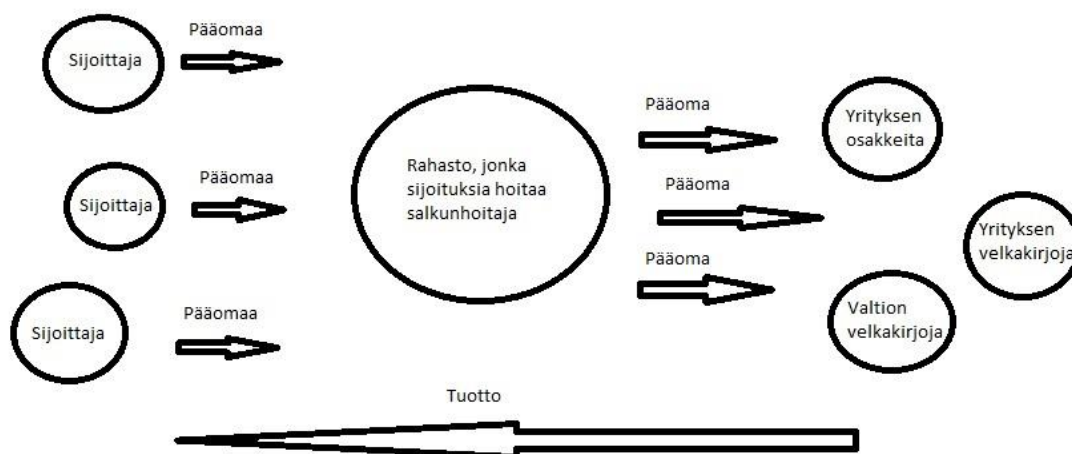 Pääomaa
Sijoittaja
Pääomaa
Sijoittaja
Pääomaa
Sijoittaja
Rahasto, jonka
sijoituksia hoitaa
salkunhoitaja
Pääoma
Pääoma
Pääoma
Yrityksen
osakkeita
Yrityksen
velkakirjoja
Valtion
velkakirjoja
Tuotto